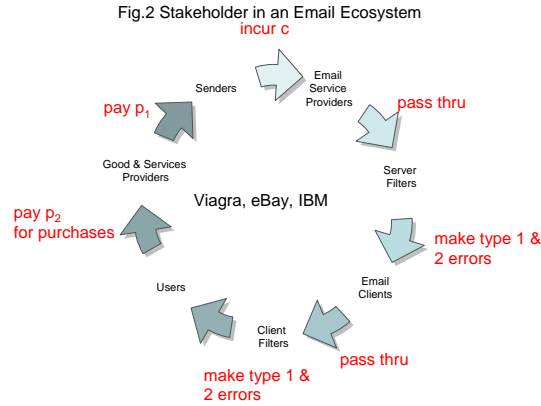 Fig.2 Stakeholder in an Email Ecosystem
incur c
Senders
Email
Service
Providers
pass thru
pay p1
Good & Services
Providers
Server
Filters
Viagra, eBay, IBM
pay p2
for purchases
make type 1 &
2 errors
Users
Email
Clients
Client
Filters
pass thru
make type 1 &
2 errors